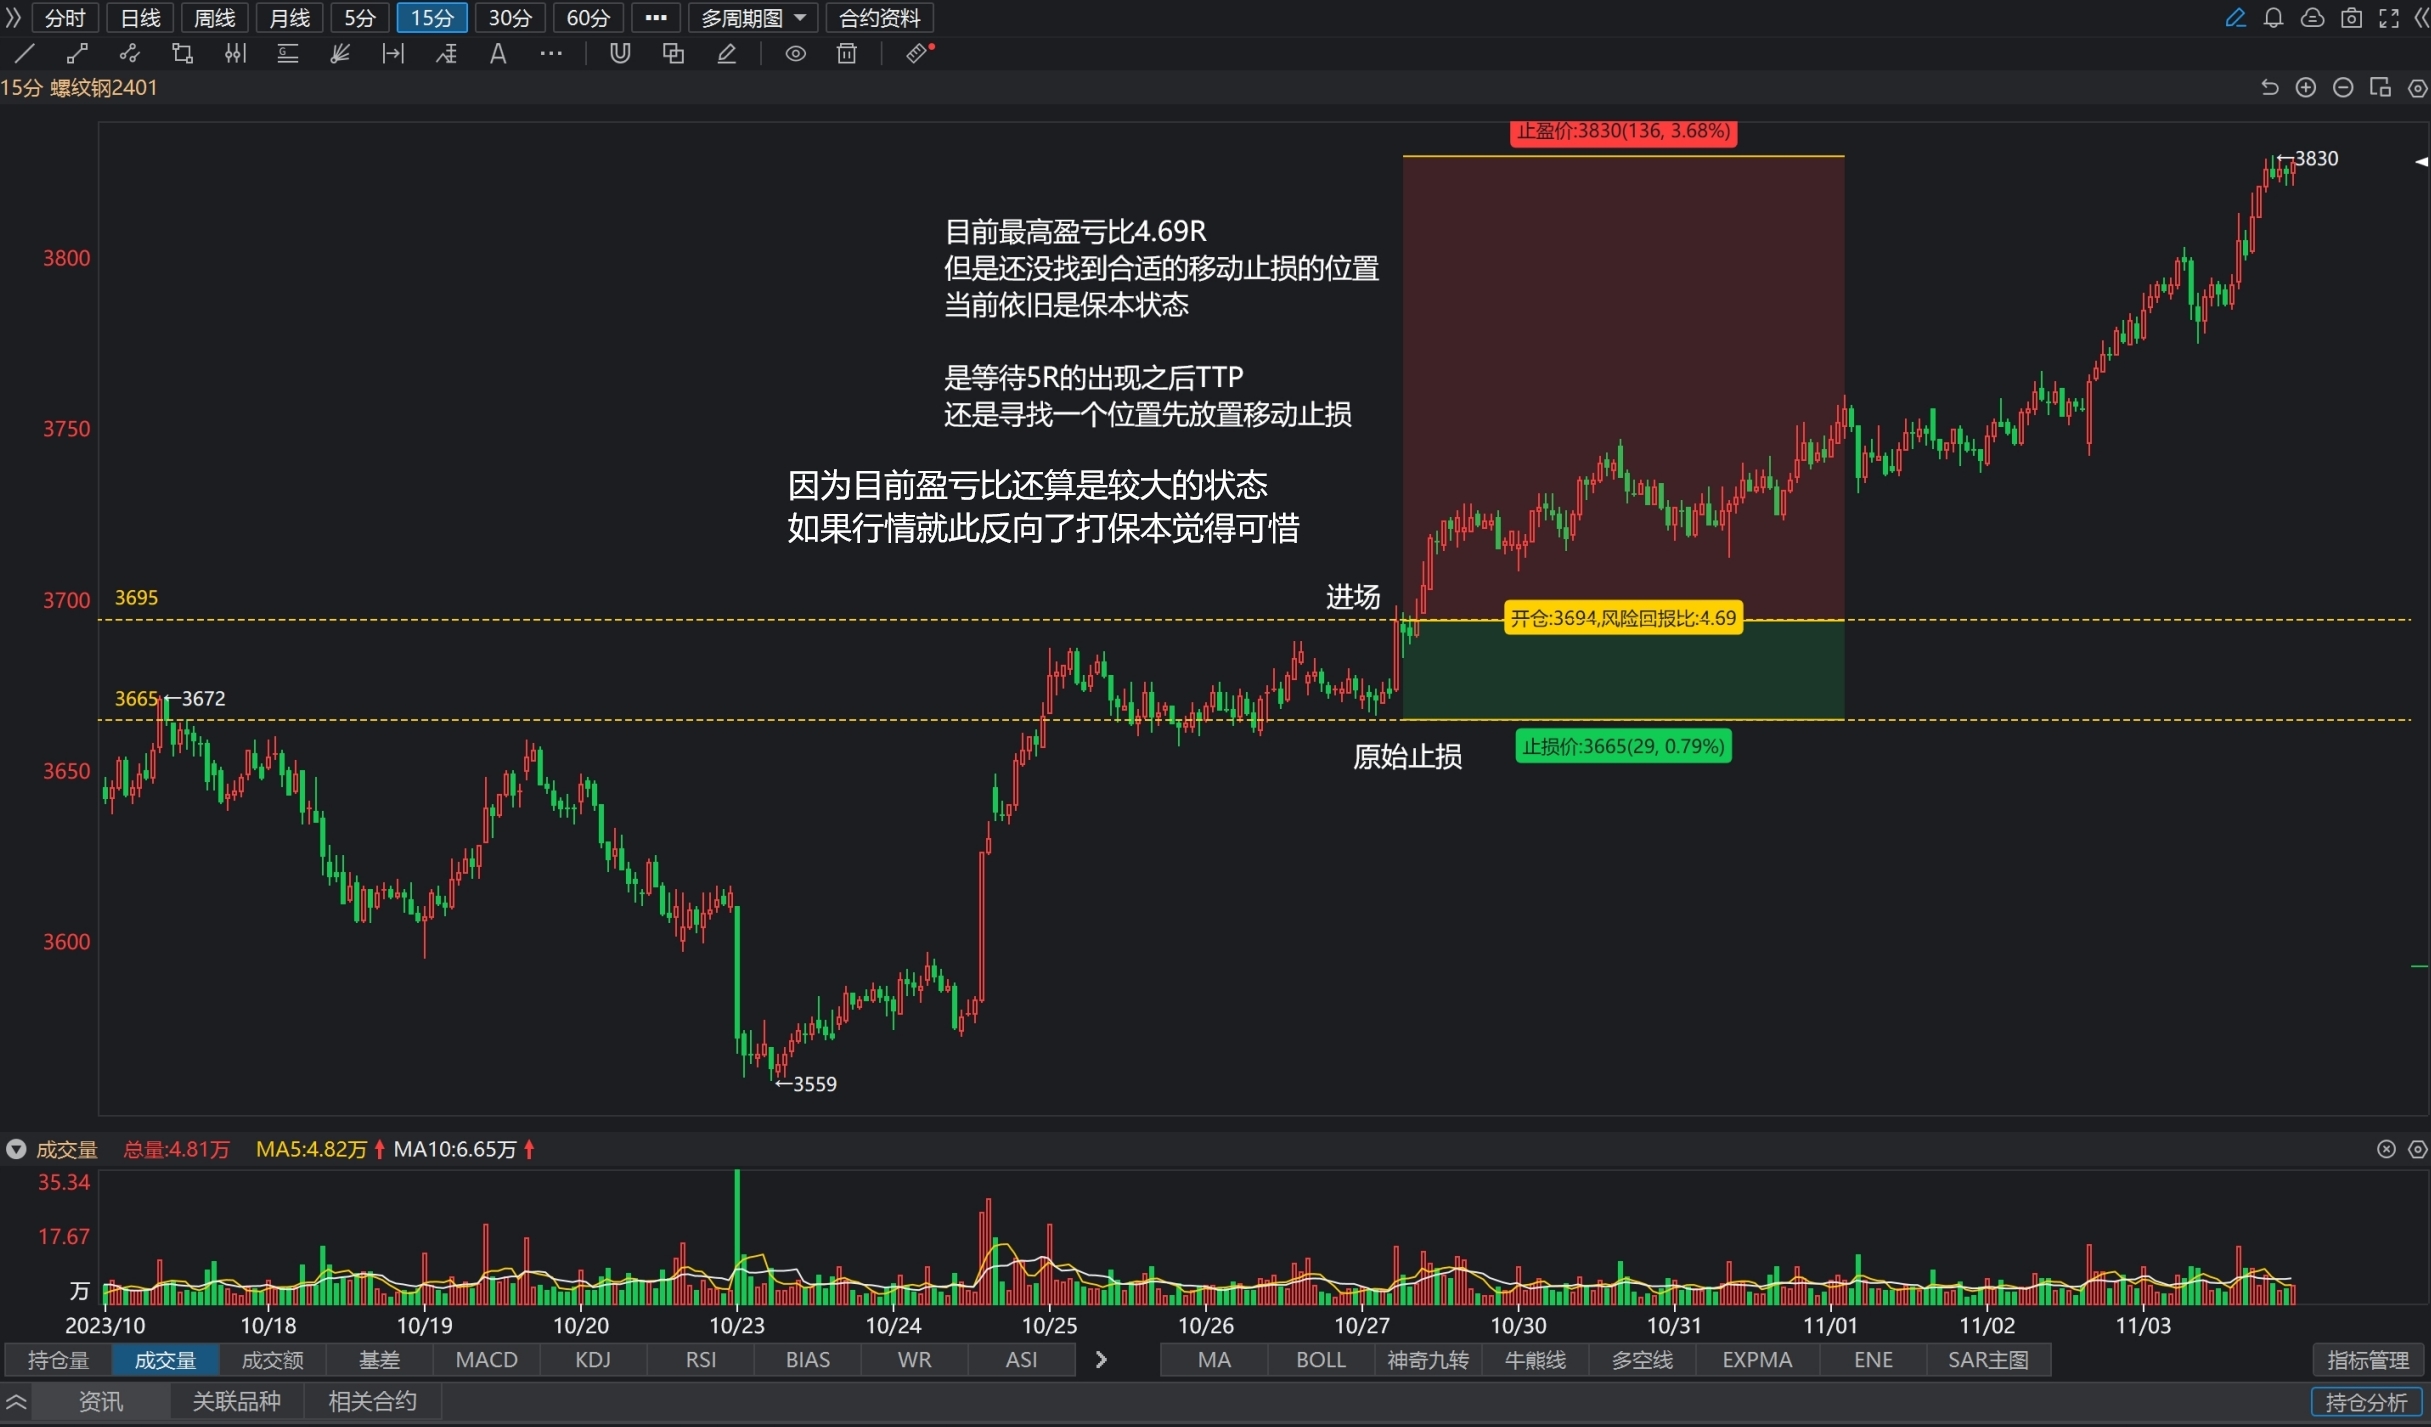 分时 日线 周线 月线 5分 15分 30分 60分 ··· 多周期图 合约资料
15分 螺纹钢2401
止盈价:3830(136, 3.68%)
←3830
目前最高盈亏比4.69R
但是还没找到合适的移动止损的位置
当前依旧是保本状态
是等待5R的出现之后TTP
还是寻找一个位置先放置移动止损
因为目前盈亏比还算是较大的状态
如果行情就此反向了打保本觉得可惜
3800
3750
3700
3650
3600
3695
进场
开仓:3694,风险回报比:4.69
3665
←3672
原始止损
止损价:3665(29, 0.79%)
←3559
成交量 总量:4.81万 MA5:4.82万 MA10:6.65万
35.34
17.67
万
2023/10 10/18 10/19 10/20 10/23 10/24 10/25 10/26 10/27 10/30 10/31 11/01 11/02 11/03
持仓量 成交量 成交额 基差 MACD KDJ RSI BIAS WR ASI MA BOLL 神奇九转 牛熊线 多空线 EXPMA ENE SAR主图 指标管理
资讯 关联品种 相关合约 持仓分析